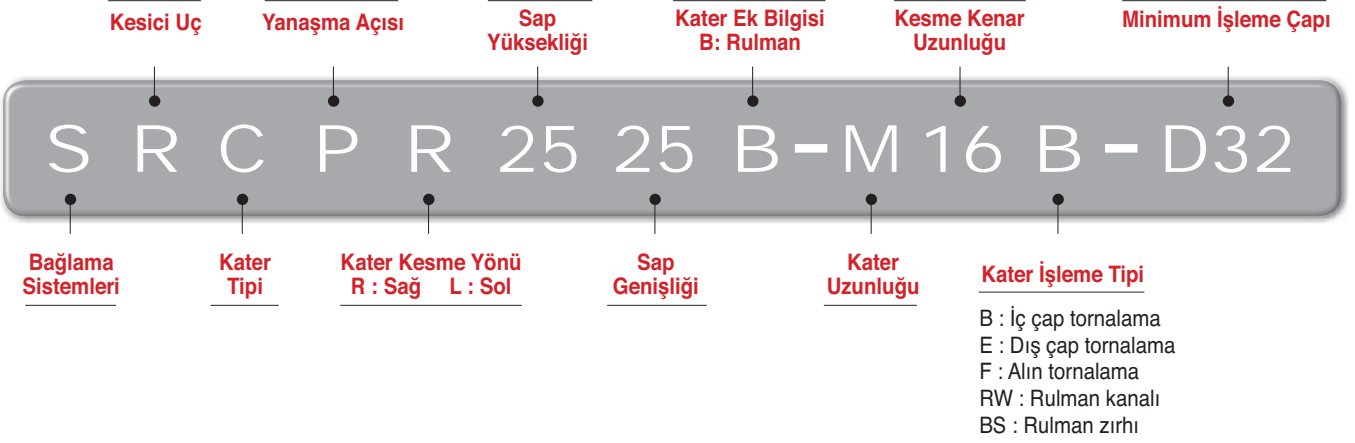 Kesici Uç
Yanaşma Açısı
Sap
Yüksekliği
Kater Ek Bilgisi
B: Rulman
Kesme Kenar
Uzunluğu
Minimum İşleme Çapı
S R C P R 25 25 B - M 16 B - D32
Bağlama
Sistemleri
Kater
Tipi
Kater Kesme Yönü
R : Sağ L : Sol
Sap
Genişliği
Kater
Uzunluğu
Kater İşleme Tipi
B : İç çap tornalama
E : Dış çap tornalama
F : Alın tornalama
RW : Rulman kanalı
BS : Rulman zırhı